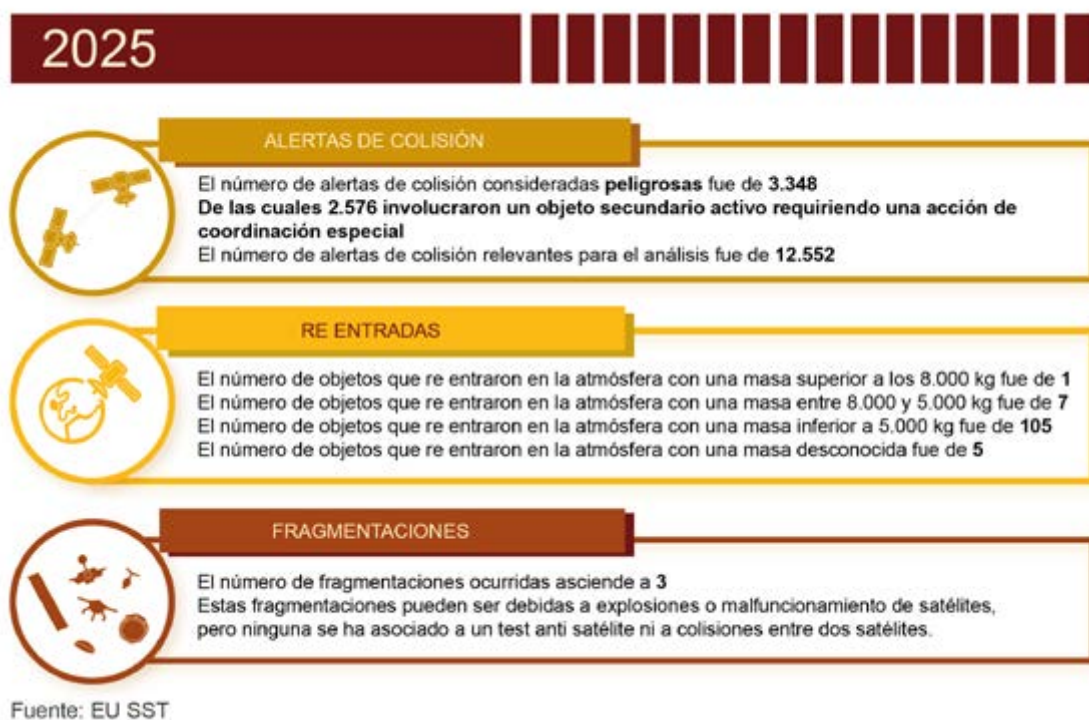 2025
ALERTAS DE COLISIÓN
El número de alertas de colisión consideradas peligrosas fue de 3.348
De las cuales 2.576 involucraron un objeto secundario activo requiriendo una acción de
coordinación especial
El número de alertas de colisión relevantes para el análisis fue de 12.552
RE ENTRADAS
El número de objetos que re entraron en la atmósfera con una masa superior a los 8.000 kg fue de 1
El número de objetos que re entraron en la atmósfera con una masa entre 8.000 y 5.000 kg fue de 7
El número de objetos que re entraron en la atmósfera con una masa inferior a 5.000 kg fue de 105
El número de objetos que re entraron en la atmósfera con una masa desconocida fue de 5
FRAGMENTACIONES
El número de fragmentaciones ocurridas asciende a 3
Estas fragmentaciones pueden ser debidas a explosiones o malfuncionamiento de satélites,
pero ninguna se ha asociado a un test anti satélite ni a colisiones entre dos satélites.
Fuente: EU SST